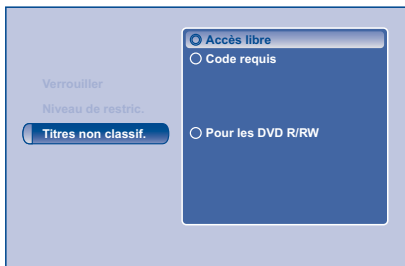 Accès libre
Code requis
Verrouiller
Niveau de restric.
Titres non classif.
Pour les DVD R/RW